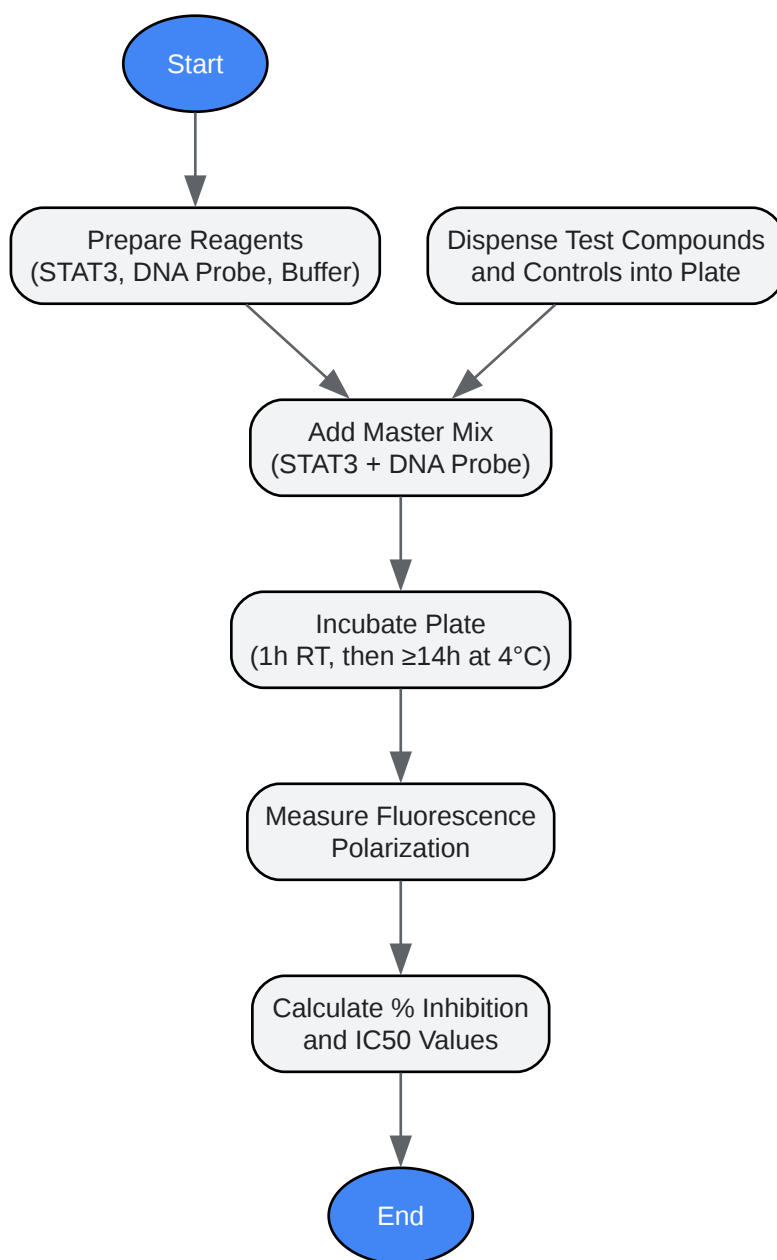 Start
Prepare Reagents
(STAT3, DNA Probe, Buffer)
Dispense Test Compounds
and Controls into Plate
Add Master Mix
(STAT3 + DNA Probe)
Incubate Plate
(1h RT, then ≥14h at 4°C)
Measure Fluorescence
Polarization
Calculate % Inhibition
and IC50 Values
End